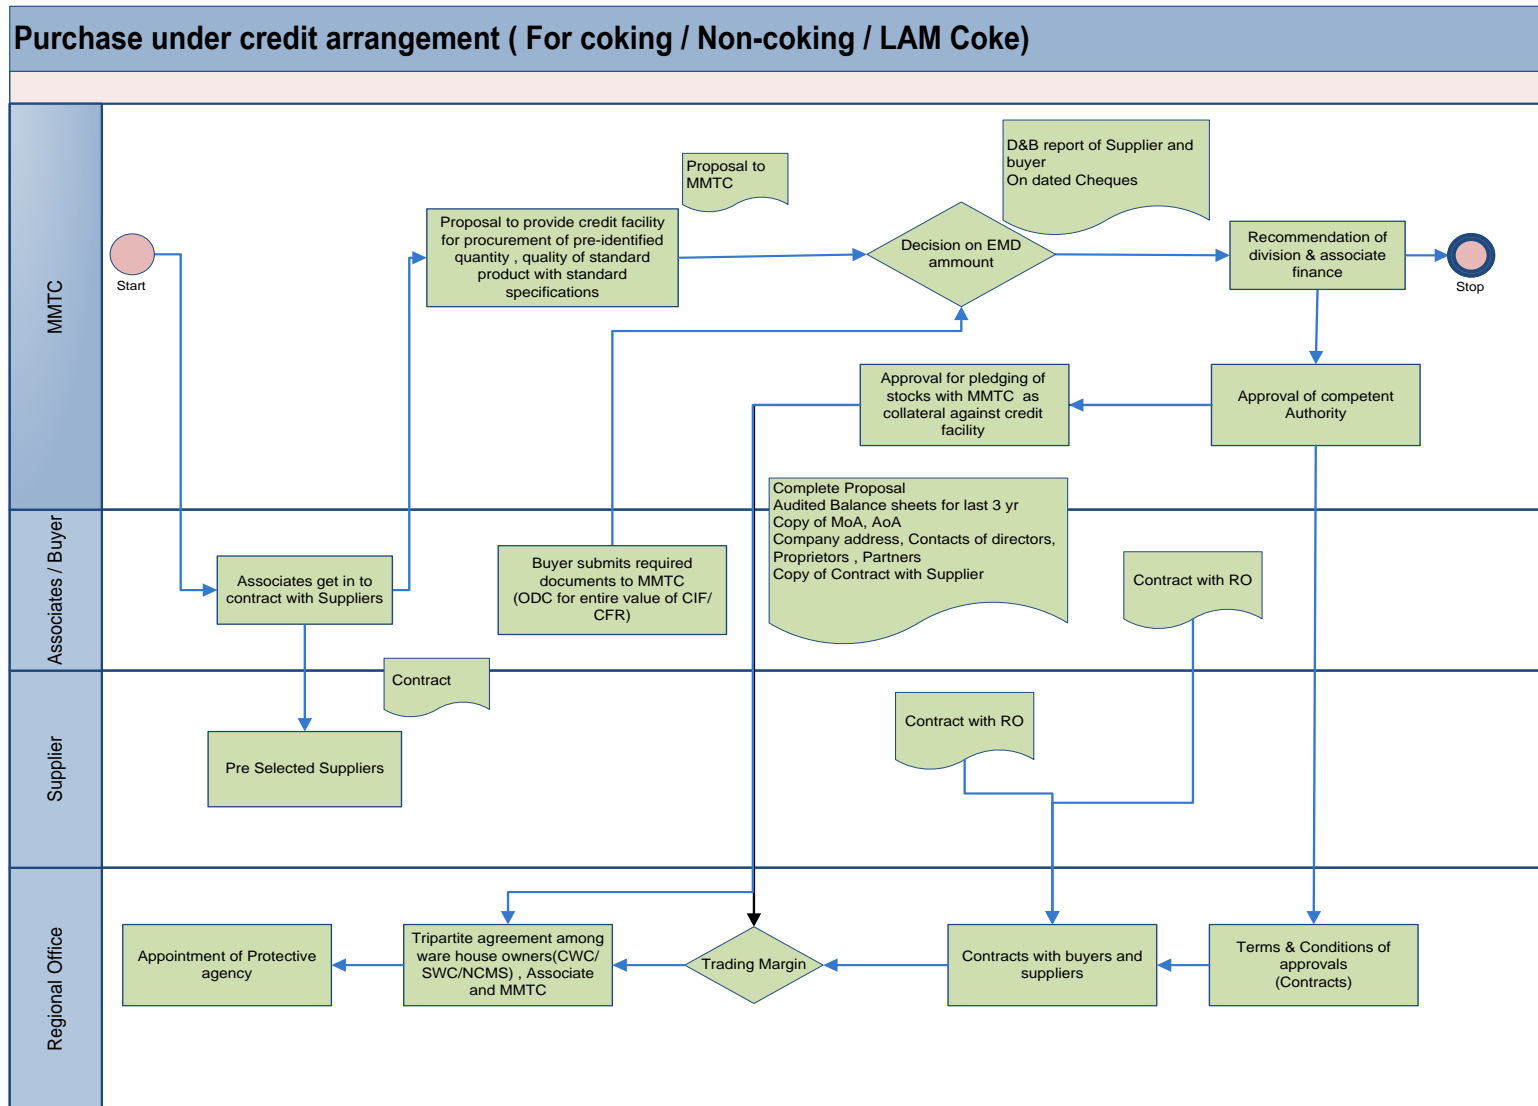 Purchase under credit arrangement ( For coking / Non-coking / LAM Coke)
MMTC
Start
Proposal to provide credit facility
for procurement of pre-identified
quantity , quality of standard
product with standard
specifications
Proposal to
MMTC
Decision on EMD
ammount
D&B report of Supplier and
buyer
On dated Cheques
Recommendation of
division & associate
finance
Stop
Approval for pledging of
stocks with MMTC as
collateral against credit
facility
Approval of competent
Authority
Associates / Buyer
Associates get in to
contract with Suppliers
Buyer submits required
documents to MMTC
(ODC for entire value of CIF/
CFR)
Complete Proposal
Audited Balance sheets for last 3 yr
Copy of MoA, AoA
Company address, Contacts of directors,
Proprietors , Partners
Copy of Contract with Supplier
Contract with RO
Supplier
Contract
Pre Selected Suppliers
Contract with RO
Regional Office
Appointment of Protective
agency
Tripartite agreement among
ware house owners(CWC/
SWC/NCMS) , Associate
and MMTC
Trading Margin
Contracts with buyers and
suppliers
Terms & Conditions of
approvals
(Contracts)